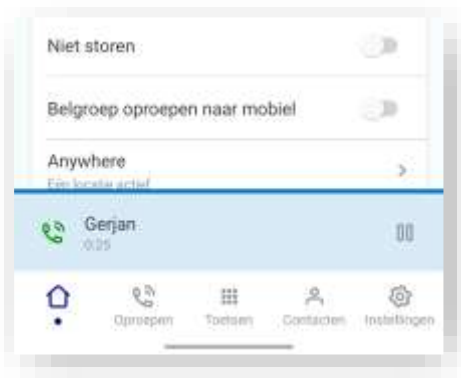 Niet storen
Belgroep oproepen naar mobiel
Anywhere
Eén locatie actief
Gerjan
0:25
Oproepen
Toetsen
Contacten
Instellingen